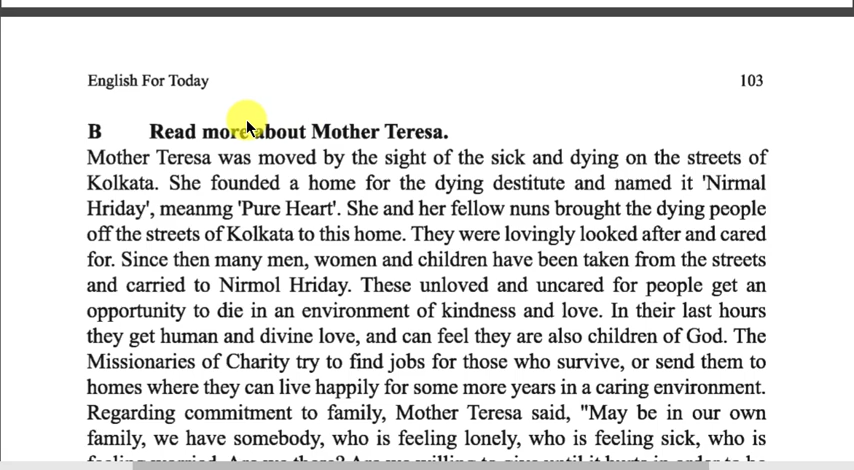 English For Today 103
B Read more about Mother Teresa.
Mother Teresa was moved by the sight of the sick and dying on the streets of
Kolkata. She founded a home for the dying destitute and named it 'Nirmal
Hriday', meanmg 'Pure Heart'. She and her fellow nuns brought the dying people
off the streets of Kolkata to this home. They were lovingly looked after and cared
for. Since then many men, women and children have been taken from the streets
and carried to Nirmol Hriday. These unloved and uncared for people get an
opportunity to die in an environment of kindness and love. In their last hours
they get human and divine love, and can feel they are also children of God. The
Missionaries of Charity try to find jobs for those who survive, or send them to
homes where they can live happily for some more years in a caring environment.
Regarding commitment to family, Mother Teresa said, "May be in our own
family, we have somebody, who is feeling lonely, who is feeling sick, who is